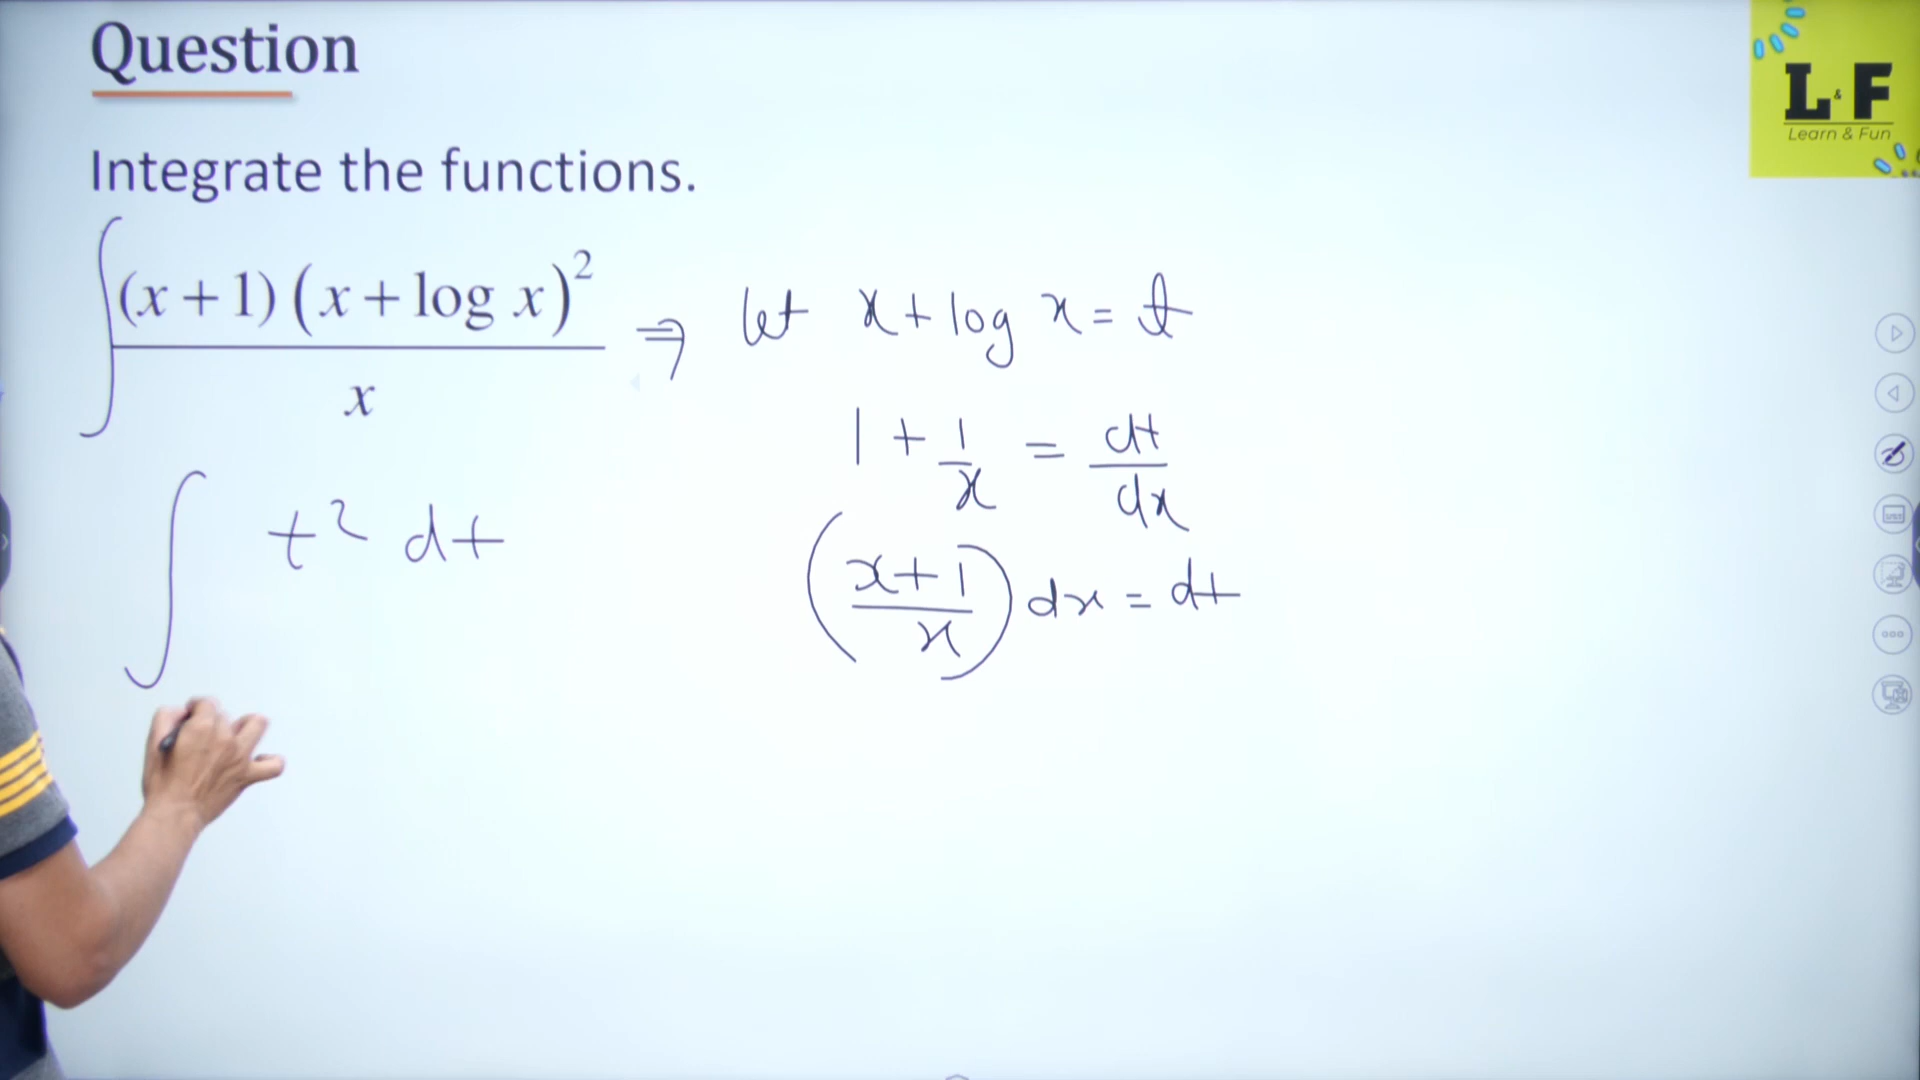 Question
L&F
Learn & Fun
Integrate the functions.
∫ (x+1)(x+log x)² / x ⇒ let x + log x = t
1 + 1/x = dt/dx
∫ t² dt
((x+1)/x) dx = dt